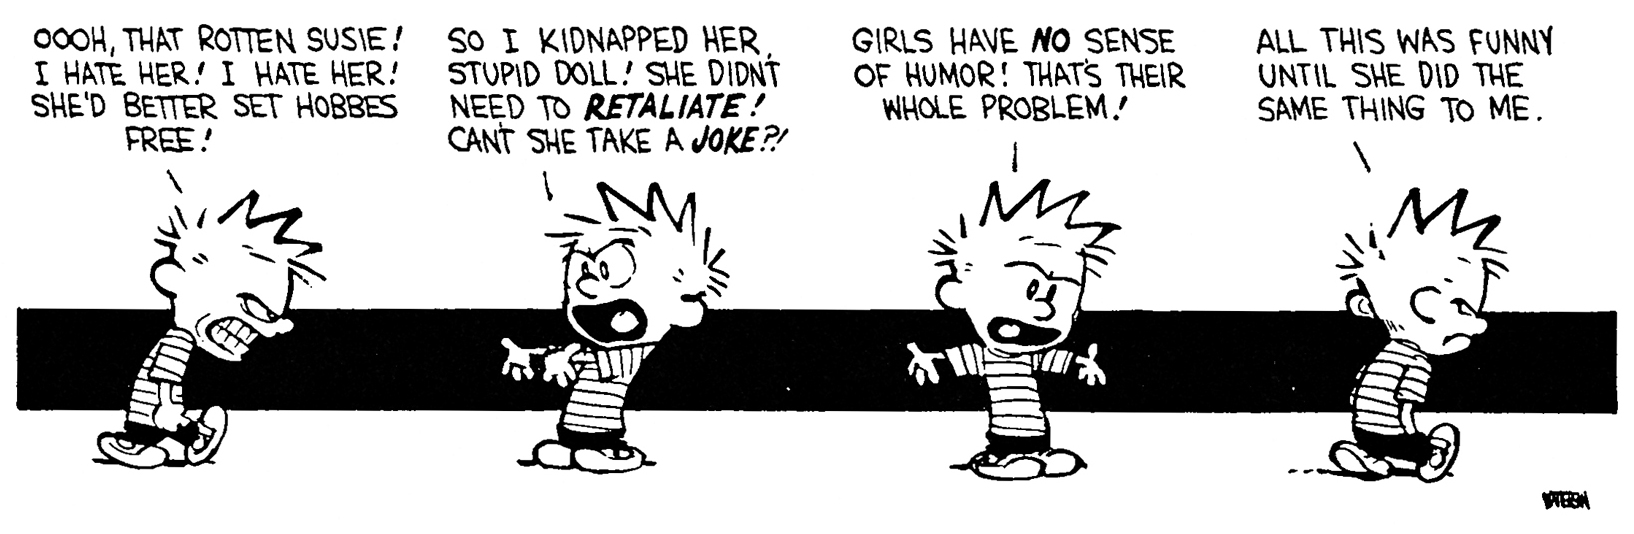 OOOH, THAT ROTTEN SUSIE!
I HATE HER! I HATE HER!
SHE'D BETTER SET HOBBES
FREE!
SO I KIDNAPPED HER
STUPID DOLL! SHE DIDN'T
NEED TO RETALIATE!
CAN'T SHE TAKE A JOKE?!
GIRLS HAVE NO SENSE
OF HUMOR! THAT'S THEIR
WHOLE PROBLEM!
ALL THIS WAS FUNNY
UNTIL SHE DID THE
SAME THING TO ME.
WATTERSON